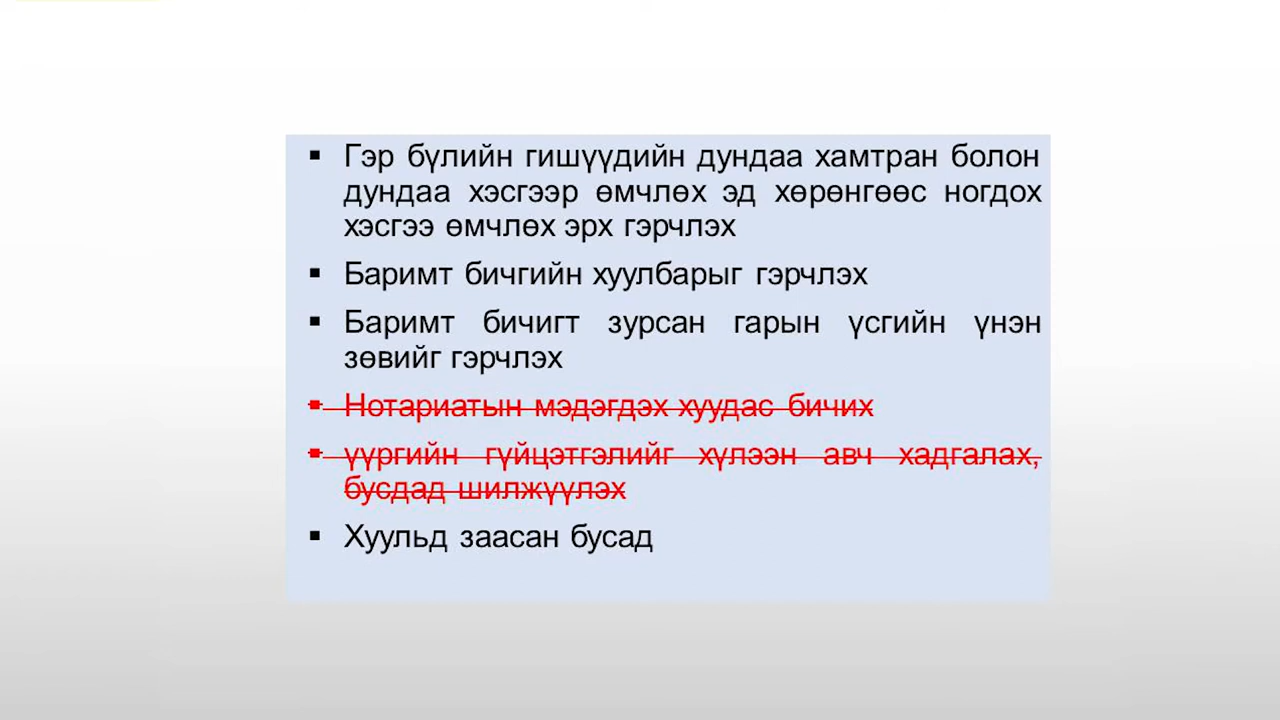 ▪ Гэр бүлийн гишүүдийн дундаа хамтран болон
дундаа хэсгээр өмчлөх эд хөрөнгөөс ногдох
хэсгээ өмчлөх эрх гэрчлэх
▪ Баримт бичгийн хуулбарыг гэрчлэх
▪ Баримт бичигт зурсан гарын үсгийн үнэн
зөвийг гэрчлэх
▪ Нотариатын мэдэгдэх хуудас бичих
▪ үүргийн гүйцэтгэлийг хүлээн авч хадгалах,
бусдад шилжүүлэх
▪ Хуульд заасан бусад